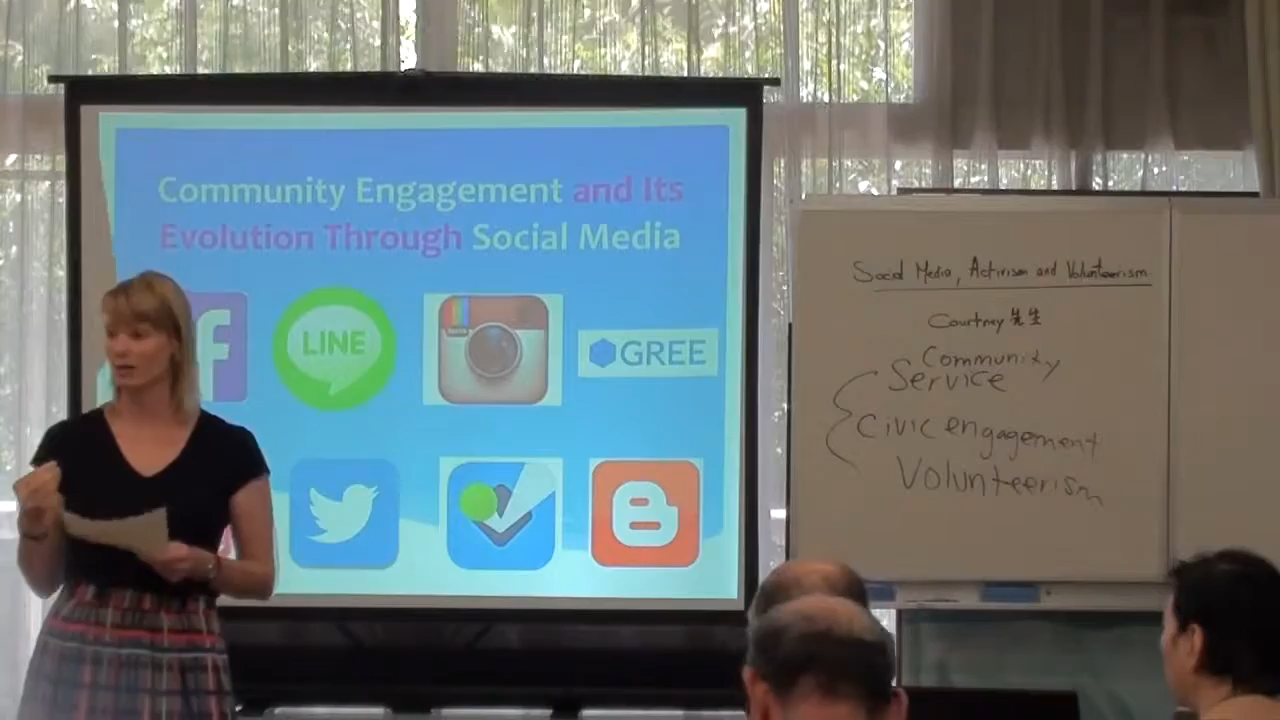 Community Engagement and Its
Evolution Through Social Media
f
LINE
Insta
GREE
B
Social Media, Activism and Volunteerism
Courtney 先生
Community
Service
Civic engagement
Volunteerism